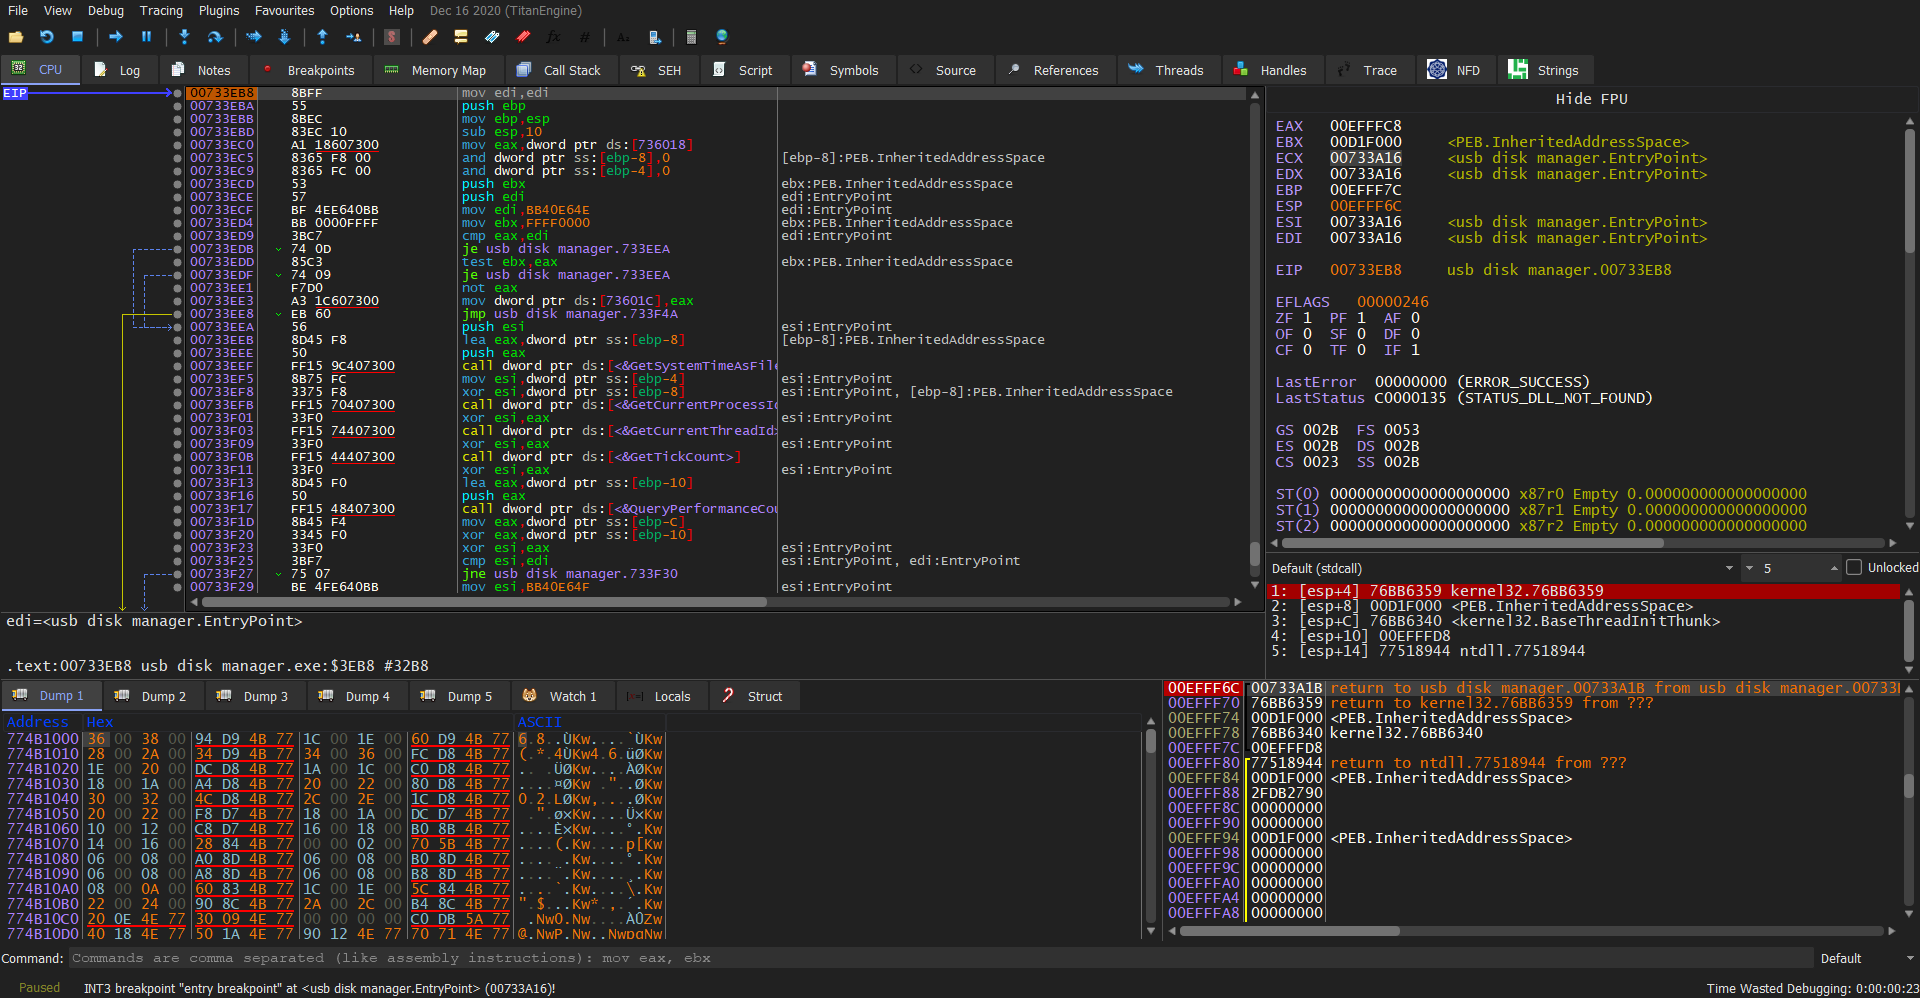 File View Debug Tracing Plugins Favourites Options Help Dec 16 2020 (TitanEngine)
CPU Log Notes Breakpoints Memory Map Call Stack SEH Script Symbols Source References Threads Handles Trace NFD Strings
EIP
00733EB8 8BFF mov edi,edi
00733EBA 55 push ebp
00733EBB 8BEC mov ebp,esp
00733EBD 83EC 10 sub esp,10
00733EC0 A1 18607300 mov eax,dword ptr ds:[736018]
00733EC5 8365 F8 00 and dword ptr ss:[ebp-8],0 [ebp-8]:PEB.InheritedAddressSpace
00733EC9 8365 FC 00 and dword ptr ss:[ebp-4],0
00733ECD 53 push ebx ebx:PEB.InheritedAddressSpace
00733ECE 57 push edi edi:EntryPoint
00733ECF BF 4EE640BB mov edi,BB40E64E edi:EntryPoint
00733ED4 BB 0000FFFF mov ebx,FFFF0000 ebx:PEB.InheritedAddressSpace
00733ED9 3BC7 cmp eax,edi edi:EntryPoint
00733EDB 74 0D je usb disk manager.733EEA
00733EDD 85C3 test ebx,eax ebx:PEB.InheritedAddressSpace
00733EDF 74 09 je usb disk manager.733EEA
00733EE1 F7D0 not eax
00733EE3 A3 1C607300 mov dword ptr ds:[73601C],eax
00733EE8 EB 60 jmp usb disk manager.733F4A
00733EEA 56 push esi esi:EntryPoint
00733EEB 8D45 F8 lea eax,dword ptr ss:[ebp-8] [ebp-8]:PEB.InheritedAddressSpace
00733EEE 50 push eax
00733EEF FF15 9C407300 call dword ptr ds:[<&GetSystemTimeAsFile
00733EF5 8B75 FC mov esi,dword ptr ss:[ebp-4] esi:EntryPoint
00733EF8 3375 F8 xor esi,dword ptr ss:[ebp-8] esi:EntryPoint, [ebp-8]:PEB.InheritedAddressSpace
00733EFB FF15 70407300 call dword ptr ds:[<&GetCurrentProcessId
00733F01 33F0 xor esi,eax esi:EntryPoint
00733F03 FF15 74407300 call dword ptr ds:[<&GetCurrentThreadId>
00733F09 33F0 xor esi,eax esi:EntryPoint
00733F0B FF15 44407300 call dword ptr ds:[<&GetTickCount>]
00733F11 33F0 xor esi,eax esi:EntryPoint
00733F13 8D45 F0 lea eax,dword ptr ss:[ebp-10]
00733F16 50 push eax
00733F17 FF15 48407300 call dword ptr ds:[<&QueryPerformanceCou
00733F1D 8B45 F4 mov eax,dword ptr ss:[ebp-C]
00733F20 3345 F0 xor eax,dword ptr ss:[ebp-10]
00733F23 33F0 xor esi,eax esi:EntryPoint
00733F25 3BF7 cmp esi,edi esi:EntryPoint, edi:EntryPoint
00733F27 75 07 jne usb disk manager.733F30
00733F29 BE 4FE640BB mov esi,BB40E64F esi:EntryPoint
edi=<usb disk manager.EntryPoint>
.text:00733EB8 usb disk manager.exe:$3EB8 #32B8
Hide FPU
EAX 00EFFFC8
EBX 00D1F000 <PEB.InheritedAddressSpace>
ECX 00733A16 <usb disk manager.EntryPoint>
EDX 00733A16 <usb disk manager.EntryPoint>
EBP 00EFFF7C
ESP 00EFFF6C
ESI 00733A16 <usb disk manager.EntryPoint>
EDI 00733A16 <usb disk manager.EntryPoint>
EIP 00733EB8 usb disk manager.00733EB8
EFLAGS 00000246
ZF 1 PF 1 AF 0
OF 0 SF 0 DF 0
CF 0 TF 0 IF 1
LastError 00000000 (ERROR_SUCCESS)
LastStatus C0000135 (STATUS_DLL_NOT_FOUND)
GS 002B FS 0053
ES 002B DS 002B
CS 0023 SS 002B
ST(0) 00000000000000000000 x87r0 Empty 0.000000000000000000
ST(1) 00000000000000000000 x87r1 Empty 0.000000000000000000
ST(2) 00000000000000000000 x87r2 Empty 0.000000000000000000
Default (stdcall) 5 Unlocked
1: [esp+4] 76BB6359 kernel32.76BB6359
2: [esp+8] 00D1F000 <PEB.InheritedAddressSpace>
3: [esp+C] 76BB6340 <kernel32.BaseThreadInitThunk>
4: [esp+10] 00EFFFD8
5: [esp+14] 77518944 ntdll.77518944
Dump 1 Dump 2 Dump 3 Dump 4 Dump 5 Watch 1 Locals Struct
Address Hex ASCII
774B1000 36 00 38 00 94 D9 4B 77 1C 00 1E 00 60 D9 4B 77 6.8..ÙKw....`ÙKw
774B1010 28 00 2A 00 34 D9 4B 77 34 00 36 00 FC D8 4B 77 (.*.4ÙKw4.6.üØKw
774B1020 1E 00 20 00 DC D8 4B 77 1A 00 1C 00 C0 D8 4B 77 .. .ÜØKw....ÀØKw
774B1030 18 00 1A 00 A4 D8 4B 77 20 00 22 00 80 D8 4B 77 ....¤ØKw ."..ØKw
774B1040 30 00 32 00 4C D8 4B 77 2C 00 2E 00 1C D8 4B 77 0.2.LØKw,....ØKw
774B1050 20 00 22 00 F8 D7 4B 77 18 00 1A 00 DC D7 4B 77 .".ø×Kw....Ü×Kw
774B1060 10 00 12 00 C8 D7 4B 77 16 00 18 00 B0 8B 4B 77 ....È×Kw....°.Kw
774B1070 14 00 16 00 28 84 4B 77 00 00 02 00 70 5B 4B 77 ....(.Kw....p[Kw
774B1080 06 00 08 00 A0 8D 4B 77 06 00 08 00 B0 8D 4B 77 .... .Kw....°.Kw
774B1090 06 00 08 00 A8 8D 4B 77 06 00 08 00 B8 8D 4B 77 ....¨.Kw....¸.Kw
774B10A0 08 00 0A 00 60 83 4B 77 1C 00 1E 00 5C 84 4B 77 ....`.Kw....\.Kw
774B10B0 22 00 24 00 90 8C 4B 77 2A 00 2C 00 B4 8C 4B 77 ".$...Kw*.,.´.Kw
774B10C0 20 0E 4E 77 30 09 4E 77 00 00 00 00 C0 DB 5A 77 .Nw0.Nw....ÀÛZw
774B10D0 40 18 4E 77 50 1A 4E 77 90 12 4E 77 70 71 4E 77 @.NwP.Nw..NwpqNw
00EFFF6C 00733A1B return to usb disk manager.00733A1B from usb disk manager.00733E
00EFFF70 76BB6359 return to kernel32.76BB6359 from ???
00EFFF74 00D1F000 <PEB.InheritedAddressSpace>
00EFFF78 76BB6340 kernel32.76BB6340
00EFFF7C 00EFFFD8
00EFFF80 77518944 return to ntdll.77518944 from ???
00EFFF84 00D1F000 <PEB.InheritedAddressSpace>
00EFFF88 2FDB2790
00EFFF8C 00000000
00EFFF90 00000000
00EFFF94 00D1F000 <PEB.InheritedAddressSpace>
00EFFF98 00000000
00EFFF9C 00000000
00EFFFA0 00000000
00EFFFA4 00000000
00EFFFA8 00000000
Command: Commands are comma separated (like assembly instructions): mov eax, ebx Default
Paused INT3 breakpoint "entry breakpoint" at <usb disk manager.EntryPoint> (00733A16)! Time Wasted Debugging: 0:00:00:23